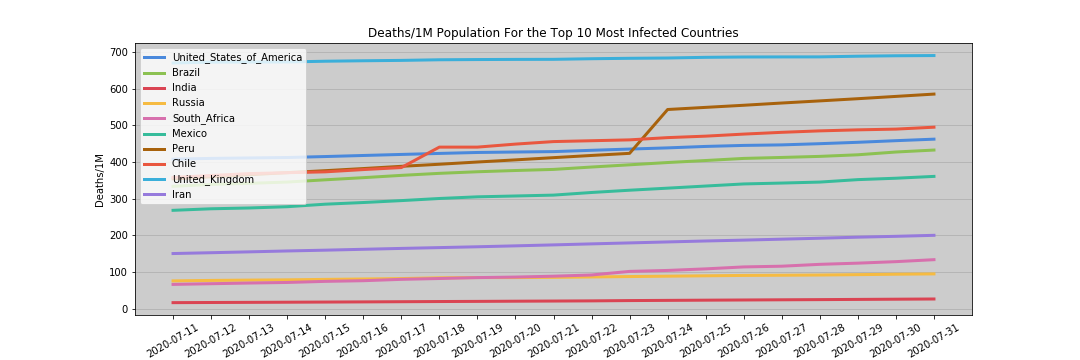 Deaths/1M Population For the Top 10 Most Infected Countries
Deaths/1M
700
600
500
400
300
200
100
0
United_States_of_America
Brazil
India
Russia
South_Africa
Mexico
Peru
Chile
United_Kingdom
Iran
2020-07-11
2020-07-12
2020-07-13
2020-07-14
2020-07-15
2020-07-16
2020-07-17
2020-07-18
2020-07-19
2020-07-20
2020-07-21
2020-07-22
2020-07-23
2020-07-24
2020-07-25
2020-07-26
2020-07-27
2020-07-28
2020-07-29
2020-07-30
2020-07-31